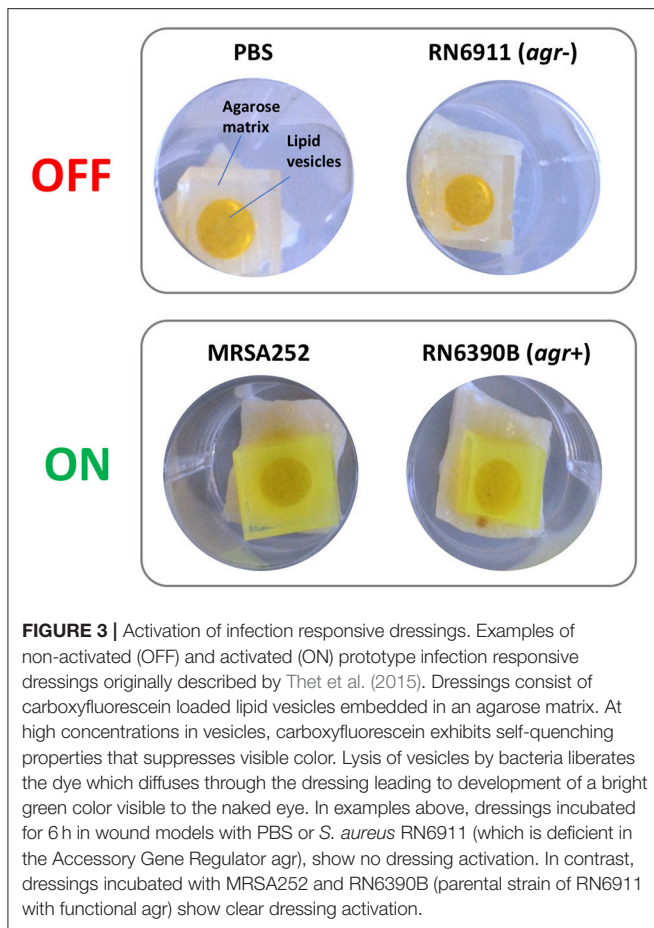 PBS
RN6911 (agr-)
OFF
Agarose
matrix
Lipid
vesicles
MRSA252
RN6390B (agr+)
ON
FIGURE 3 | Activation of infection responsive dressings. Examples of
non-activated (OFF) and activated (ON) prototype infection responsive
dressings originally described by Thet et al. (2015). Dressings consist of
carboxyfluorescein loaded lipid vesicles embedded in an agarose matrix. At
high concentrations in vesicles, carboxyfluorescein exhibits self-quenching
properties that suppresses visible color. Lysis of vesicles by bacteria liberates
the dye which diffuses through the dressing leading to development of a bright
green color visible to the naked eye. In examples above, dressings incubated
for 6 h in wound models with PBS or S. aureus RN6911 (which is deficient in
the Accessory Gene Regulator agr), show no dressing activation. In contrast,
dressings incubated with MRSA252 and RN6390B (parental strain of RN6911
with functional agr) show clear dressing activation.